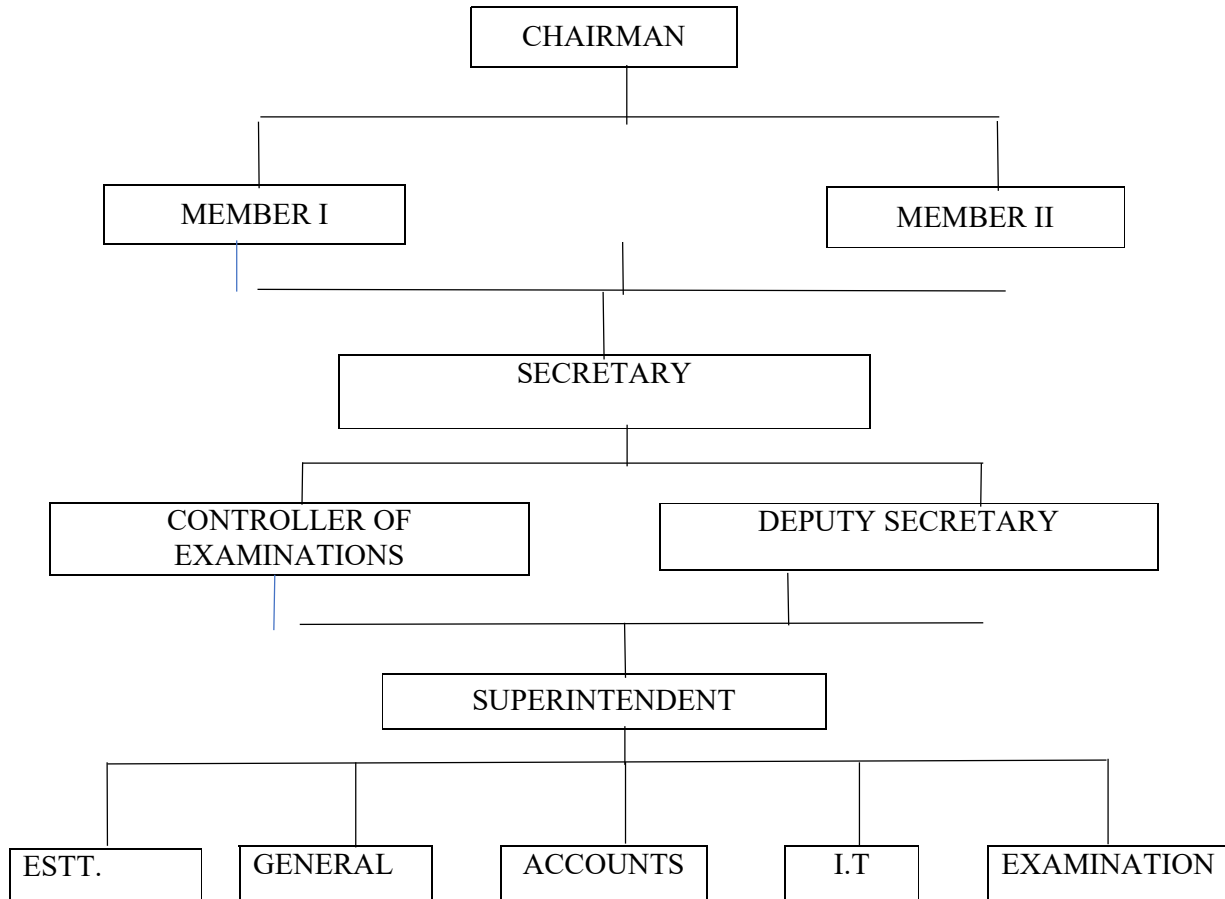 CHAIRMAN
MEMBER I
MEMBER II
SECRETARY
CONTROLLER OF
EXAMINATIONS
DEPUTY SECRETARY
SUPERINTENDENT
ESTT.
GENERAL
ACCOUNTS
I.T
EXAMINATION